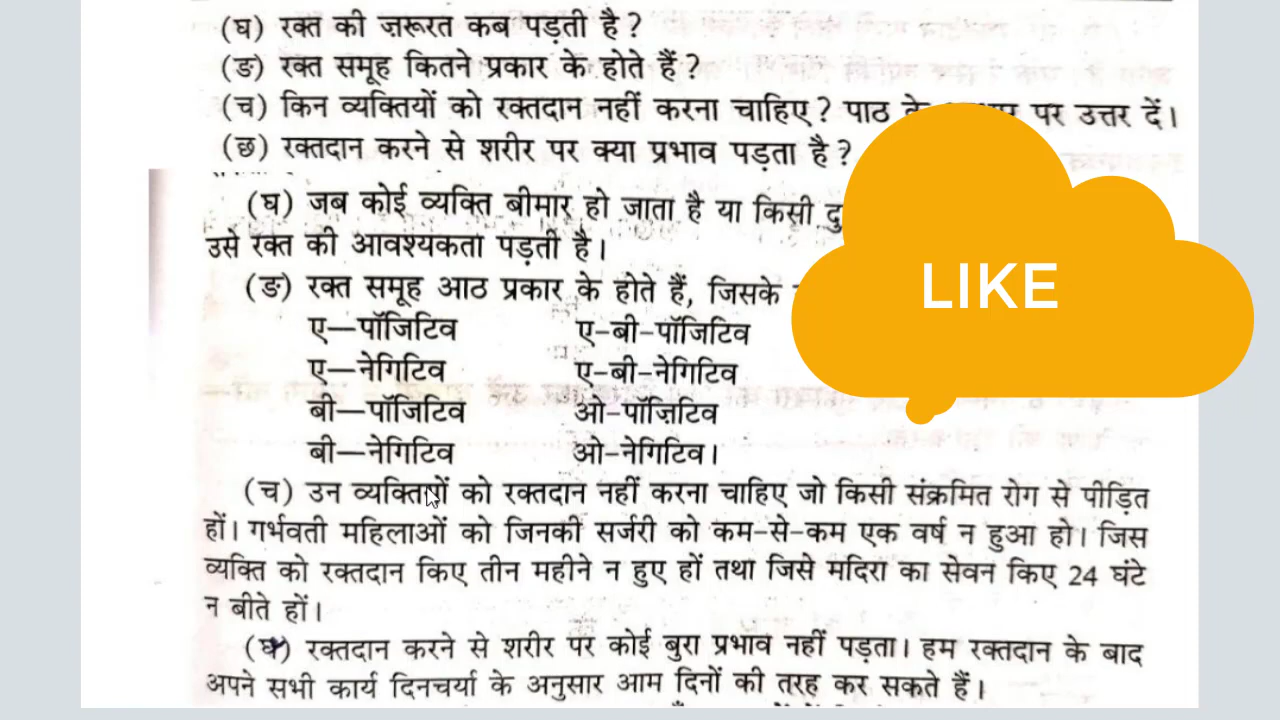 (घ) रक्त की ज़रूरत कब पड़ती है?
(ङ) रक्त समूह कितने प्रकार के होते हैं?
(च) किन व्यक्तियों को रक्तदान नहीं करना चाहिए? पाठ पर उत्तर दें।
(छ) रक्तदान करने से शरीर पर क्या प्रभाव पड़ता है?
(घ) जब कोई व्यक्ति बीमार हो जाता है या किसी
उसे रक्त की आवश्यकता पड़ती है।
(ङ) रक्त समूह आठ प्रकार के होते हैं, जिसके
ए—पॉजिटिव ए-बी-पॉजिटिव
ए—नेगिटिव ए-बी-नेगिटिव
बी—पॉजिटिव ओ-पॉज़िटिव
बी—नेगिटिव ओ-नेगिटिव।
LIKE
(च) उन व्यक्तियों को रक्तदान नहीं करना चाहिए जो किसी संक्रमित रोग से पीड़ित
हों। गर्भवती महिलाओं को जिनकी सर्जरी को कम-से-कम एक वर्ष न हुआ हो। जिस
व्यक्ति को रक्तदान किए तीन महीने न हुए हों तथा जिसे मदिरा का सेवन किए 24 घंटे
न बीते हों।
रक्तदान करने से शरीर पर कोई बुरा प्रभाव नहीं पड़ता। हम रक्तदान के बाद
अपने सभी कार्य दिनचर्या के अनुसार आम दिनों की तरह कर सकते हैं।